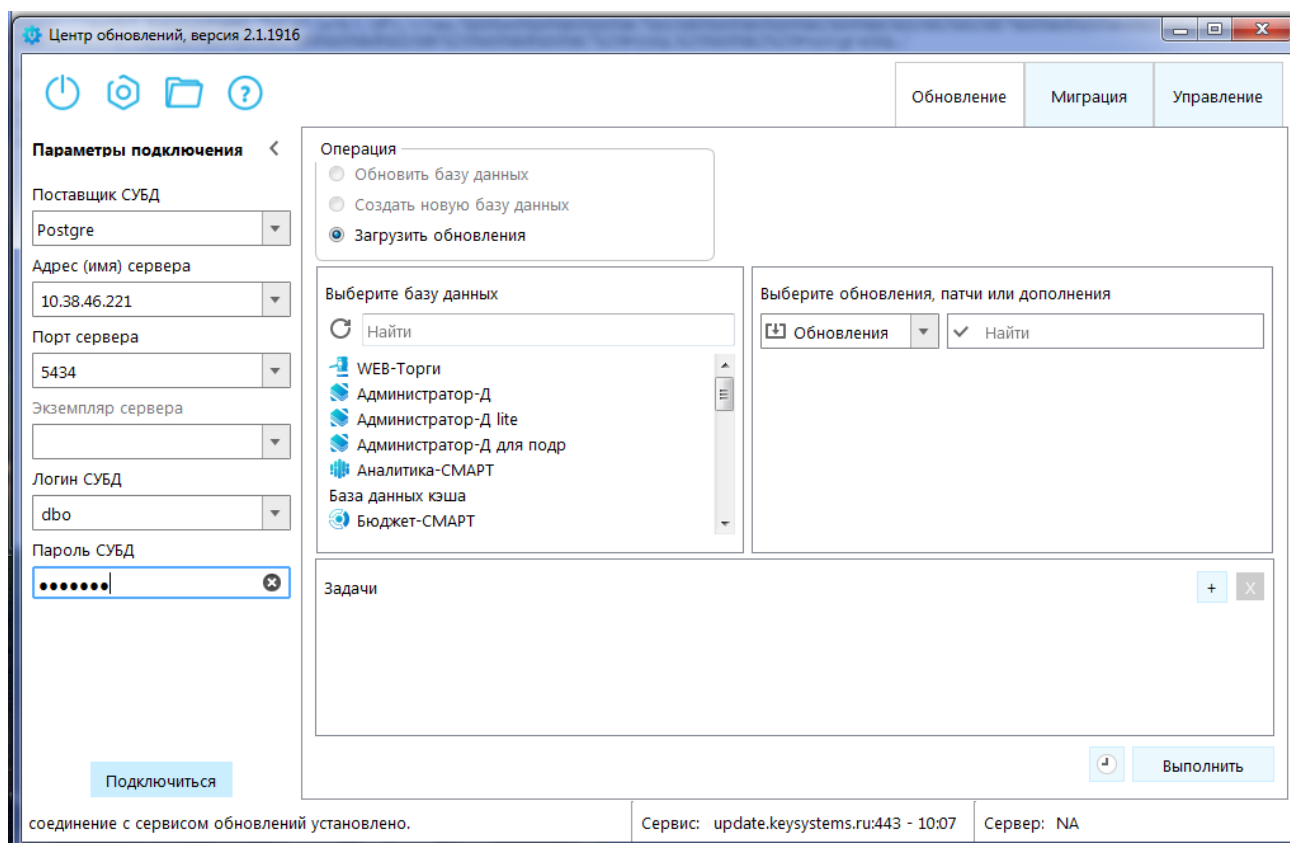 Центр обновлений, версия 2.1.1916
Обновление
Миграция
Управление
Параметры подключения
Поставщик СУБД
Postgre
Адрес (имя) сервера
10.38.46.221
Порт сервера
5434
Экземпляр сервера
Логин СУБД
dbo
Пароль СУБД
Подключиться
Операция
Обновить базу данных
Создать новую базу данных
Загрузить обновления
Выберите базу данных
Найти
WEB-Торги
Администратор-Д
Администратор-Д lite
Администратор-Д для подр
Аналитика-СМАРТ
База данных кэша
Бюджет-СМАРТ
Выберите обновления, патчи или дополнения
Обновления
Найти
Задачи
+
X
Выполнить
соединение с сервисом обновлений установлено.
Сервис: update.keysystems.ru:443 - 10:07
Сервер: NA